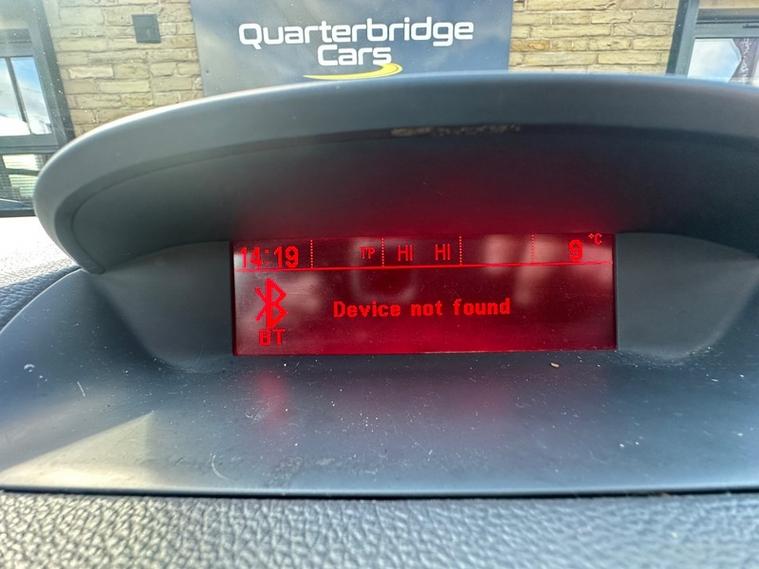 Quarterbridge
Cars
14:19 TP HI HI 9 °C
Device not found
BT